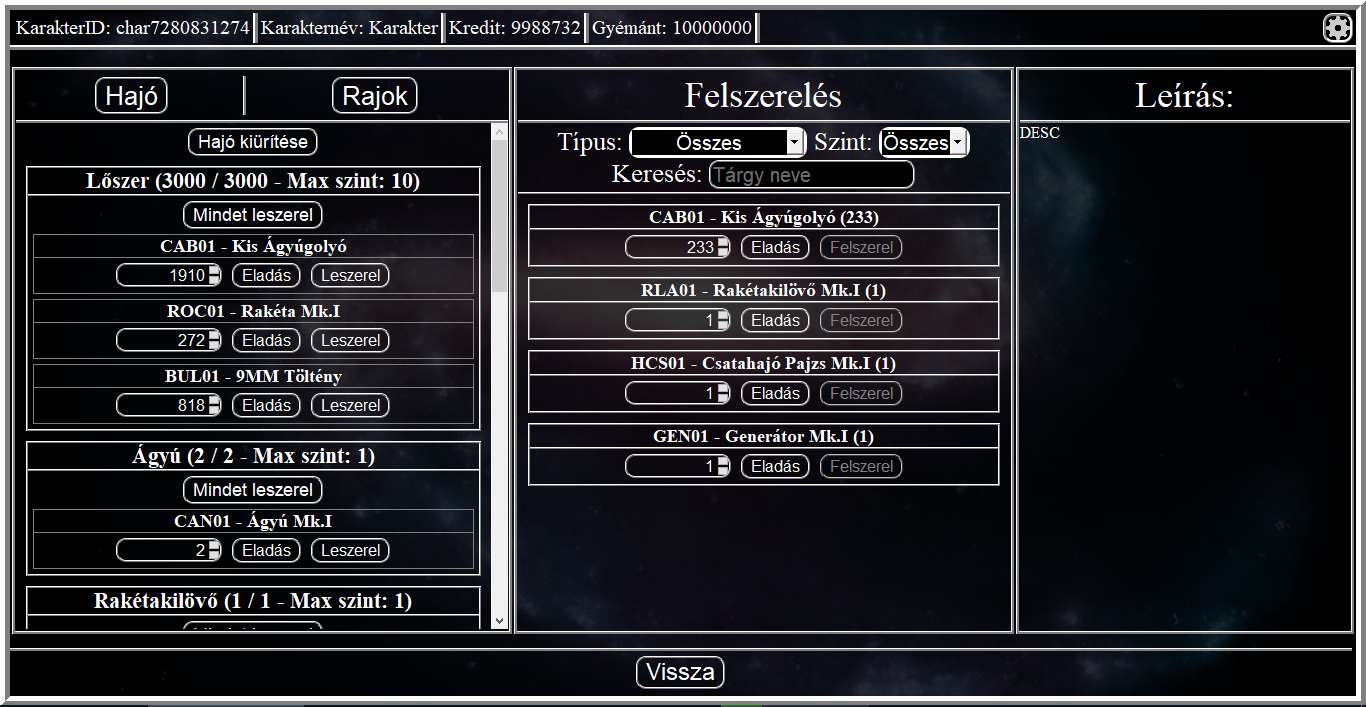 KarakterID: char7280831274 Karakternév: Karakter Kredit: 9988732 Gyémánt: 10000000
Hajó Rajok
Hajó kiürítése
Lőszer (3000 / 3000 - Max szint: 10)
Mindet leszerel
CAB01 - Kis Ágyúgolyó
1910 Eladás Leszerel
ROC01 - Rakéta Mk.I
272 Eladás Leszerel
BUL01 - 9MM Töltény
818 Eladás Leszerel
Ágyú (2 / 2 - Max szint: 1)
Mindet leszerel
CAN01 - Ágyú Mk.I
2 Eladás Leszerel
Rakétakilövő (1 / 1 - Max szint: 1)
Felszerelés
Típus: Összes Szint: Összes
Keresés: Tárgy neve
CAB01 - Kis Ágyúgolyó (233)
233 Eladás Felszerel
RLA01 - Rakétakilövő Mk.I (1)
1 Eladás Felszerel
HCS01 - Csatahajó Pajzs Mk.I (1)
1 Eladás Felszerel
GEN01 - Generátor Mk.I (1)
1 Eladás Felszerel
Leírás:
DESC
Vissza